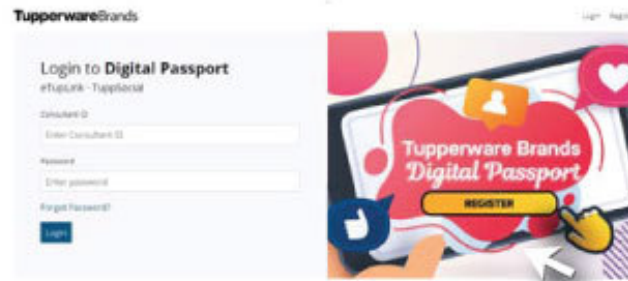 TupperwareBrands
Login Regis
Login to Digital Passport
eTupLink - TuppSocial
Consultant ID
Enter Consultant ID
Password
Enter password
Forgot Password?
Login
Tupperware Brands
Digital Passport
REGISTER